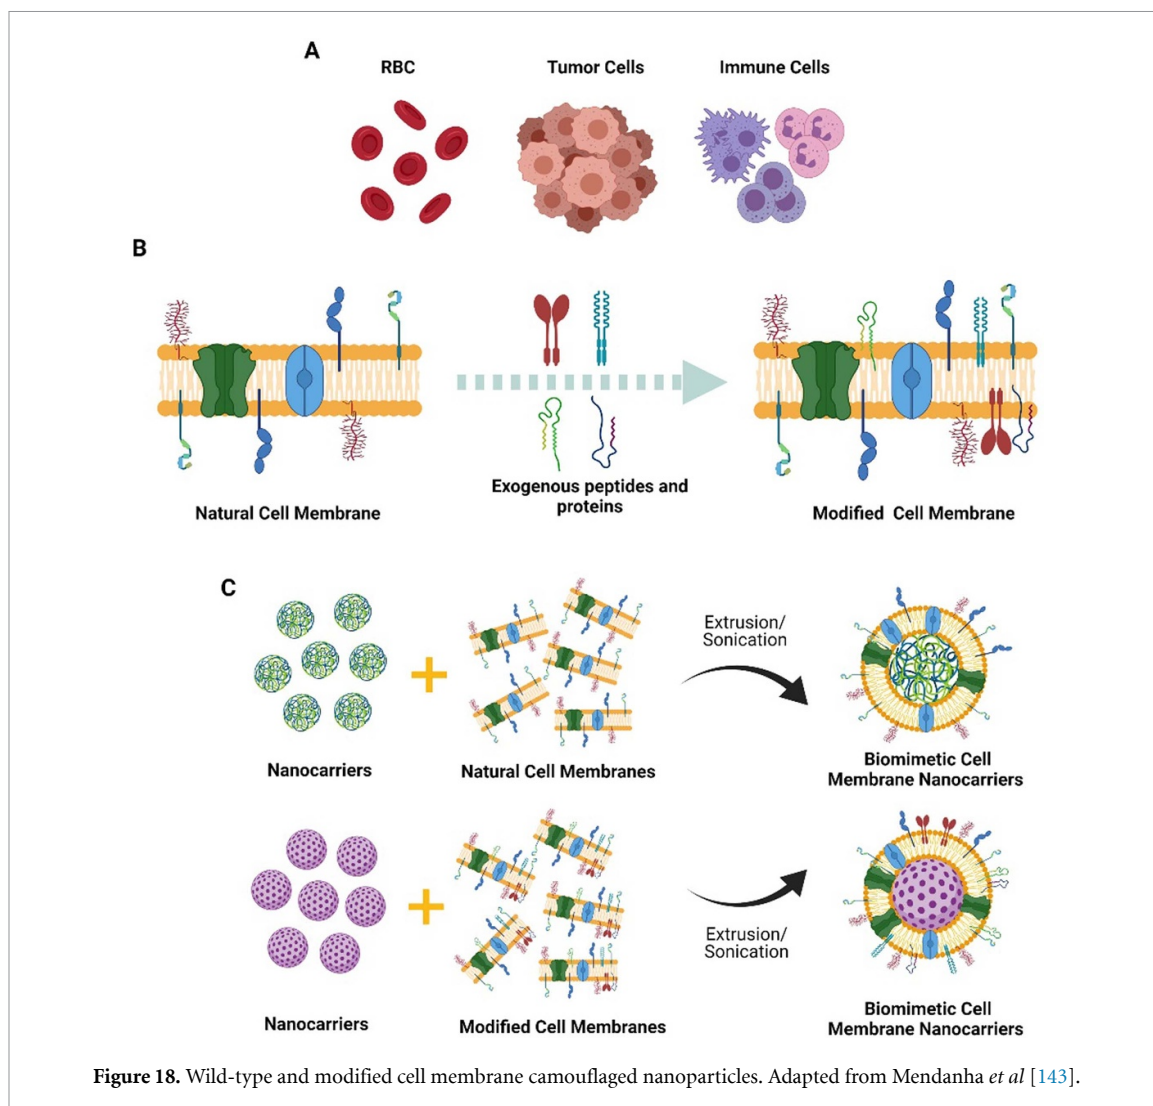 A
RBC
Tumor Cells
Immune Cells
B
Natural Cell Membrane
Exogenous peptides and
proteins
Modified Cell Membrane
C
Nanocarriers
Natural Cell Membranes
Extrusion/
Sonication
Biomimetic Cell
Membrane Nanocarriers
Nanocarriers
Modified Cell Membranes
Extrusion/
Sonication
Biomimetic Cell
Membrane Nanocarriers
Figure 18. Wild-type and modified cell membrane camouflaged nanoparticles. Adapted from Mendanha et al [143].